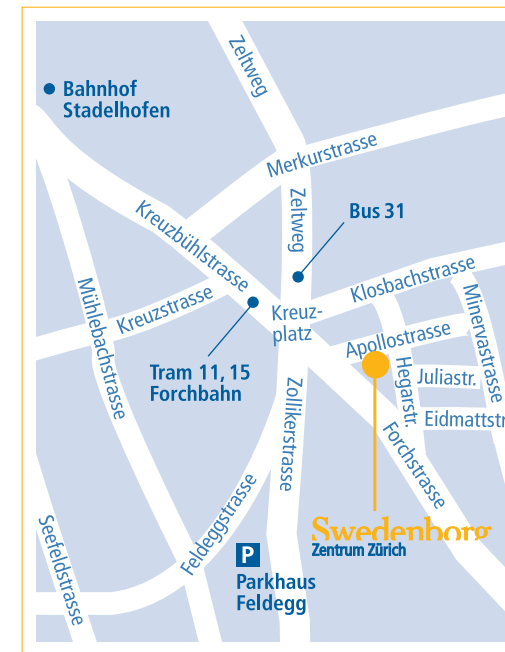 Zeltweg
Bahnhof
Stadelhofen
Merkurstrasse
Zeltweg
Bus 31
Kreuzbühlstrasse
Klosbachstrasse
Mühlebachstrasse
Kreuzstrasse
Kreuz-
platz
Minervastrasse
Apollostrasse
Hegarstr.
Juliastr.
Tram 11, 15
Forchbahn
Zollikerstrasse
Eidmattstr
Forchstrasse
Feldeggstrasse
Seefeldstrasse
Swedenborg
Zentrum Zürich
P
Parkhaus
Feldegg